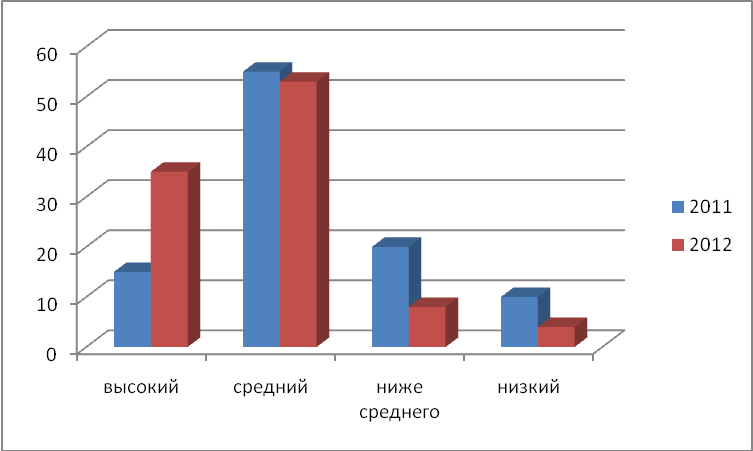 60
50
40
30
20
10
0
высокий
средний
ниже
среднего
низкий
2011
2012